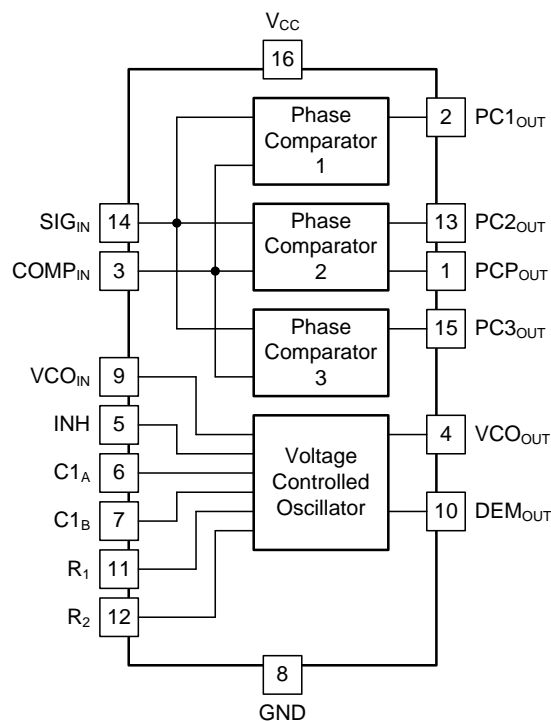 VCC
16
Phase
Comparator
1
2 PC1OUT
SIGIN 14
Phase
Comparator
2
13 PC2OUT
COMPIN 3
1 PCPOUT
Phase
Comparator
3
15 PC3OUT
VCOIN 9
INH 5
C1A 6
C1B 7
R1 11
R2 12
Voltage
Controlled
Oscillator
4 VCOOUT
10 DEMOUT
8
GND